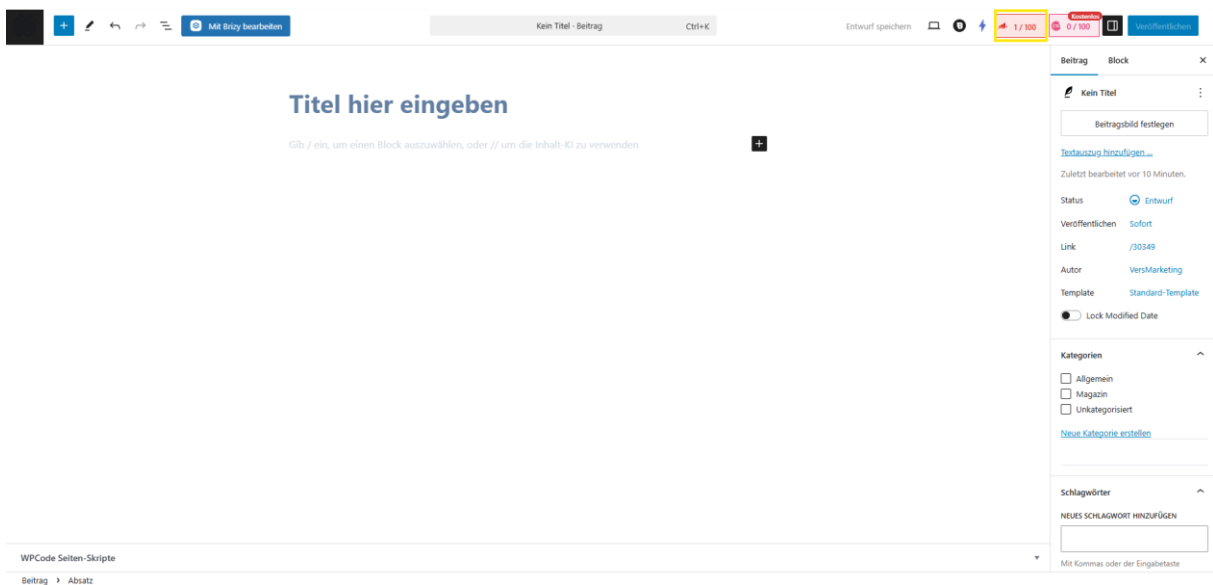 Mit Brizy bearbeiten
Kein Titel · Beitrag Ctrl+K
Entwurf speichern
1 / 100
Kostenlos
0 / 100
Veröffentlichen
Titel hier eingeben
Gib / ein, um einen Block auszuwählen, oder // um die Inhalt-KI zu verwenden
Beitrag Block
Kein Titel
Beitragsbild festlegen
Textauszug hinzufügen ...
Zuletzt bearbeitet vor 10 Minuten.
Status Entwurf
Veröffentlichen Sofort
Link /30349
Autor VersMarketing
Template Standard-Template
Lock Modified Date
Kategorien
Allgemein
Magazin
Unkategorisiert
Neue Kategorie erstellen
Schlagwörter
NEUES SCHLAGWORT HINZUFÜGEN
Mit Kommas oder der Eingabetaste
WPCode Seiten-Skripte
Beitrag › Absatz